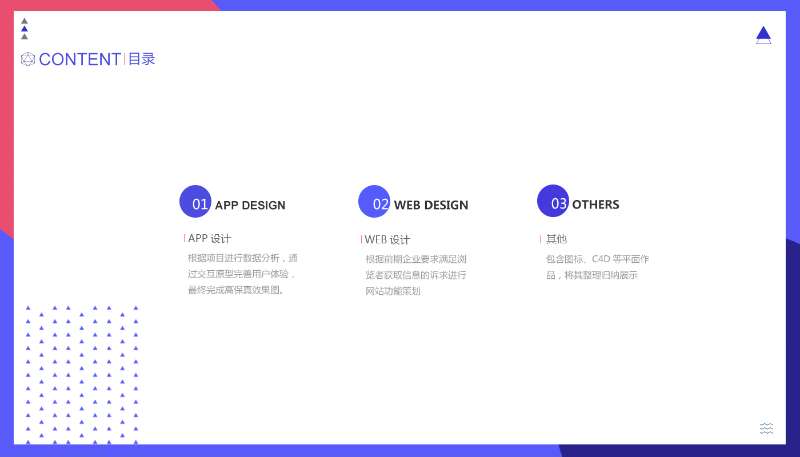 CONTENT 目录
01 APP DESIGN
APP 设计
根据项目进行数据分析，通
过交互原型完善用户体验，
最终完成高保真效果图。
02 WEB DESIGN
WEB 设计
根据前期企业要求满足浏
览者获取信息的诉求进行
网站功能策划
03 OTHERS
其他
包含图标、C4D 等平面作
品，将其整理归纳展示